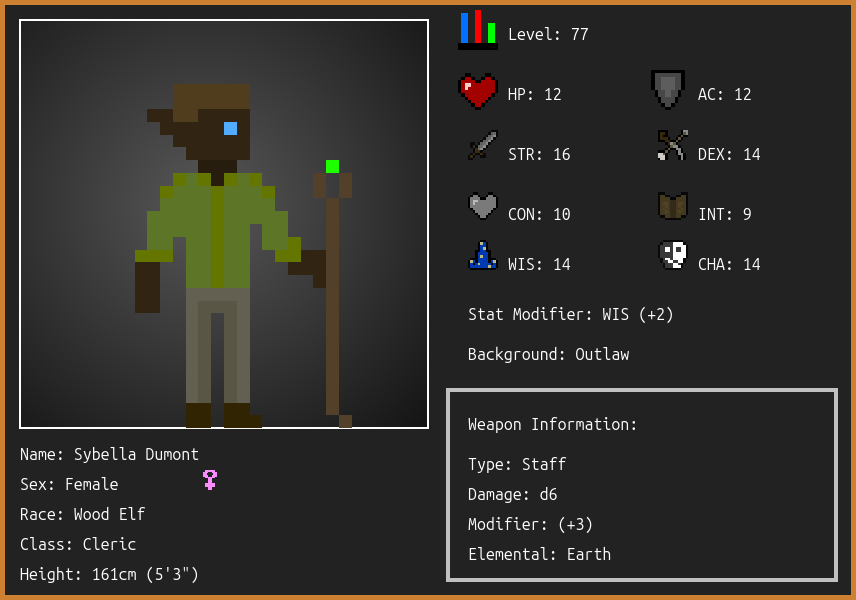 Level: 77
HP: 12
AC: 12
STR: 16
DEX: 14
CON: 10
INT: 9
WIS: 14
CHA: 14
Stat Modifier: WIS (+2)
Background: Outlaw
Weapon Information:
Type: Staff
Damage: d6
Modifier: (+3)
Elemental: Earth
Name: Sybella Dumont
Sex: Female
Race: Wood Elf
Class: Cleric
Height: 161cm (5'3")